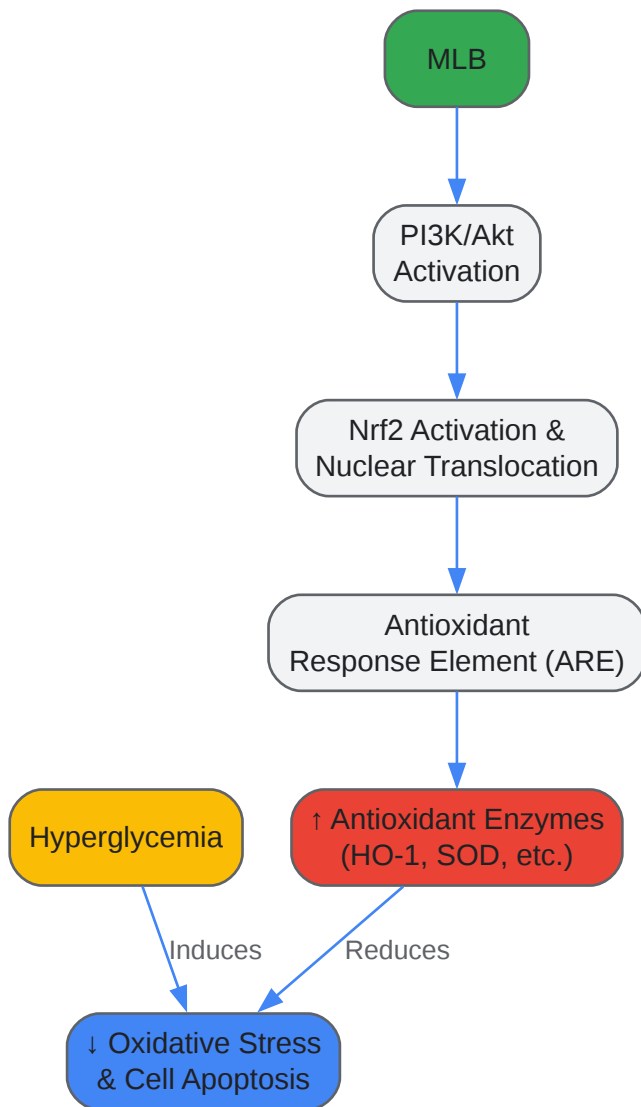 MLB
PI3K/Akt
Activation
Nrf2 Activation &
Nuclear Translocation
Antioxidant
Response Element (ARE)
Hyperglycemia
↑ Antioxidant Enzymes
(HO-1, SOD, etc.)
Induces
Reduces
↓ Oxidative Stress
& Cell Apoptosis